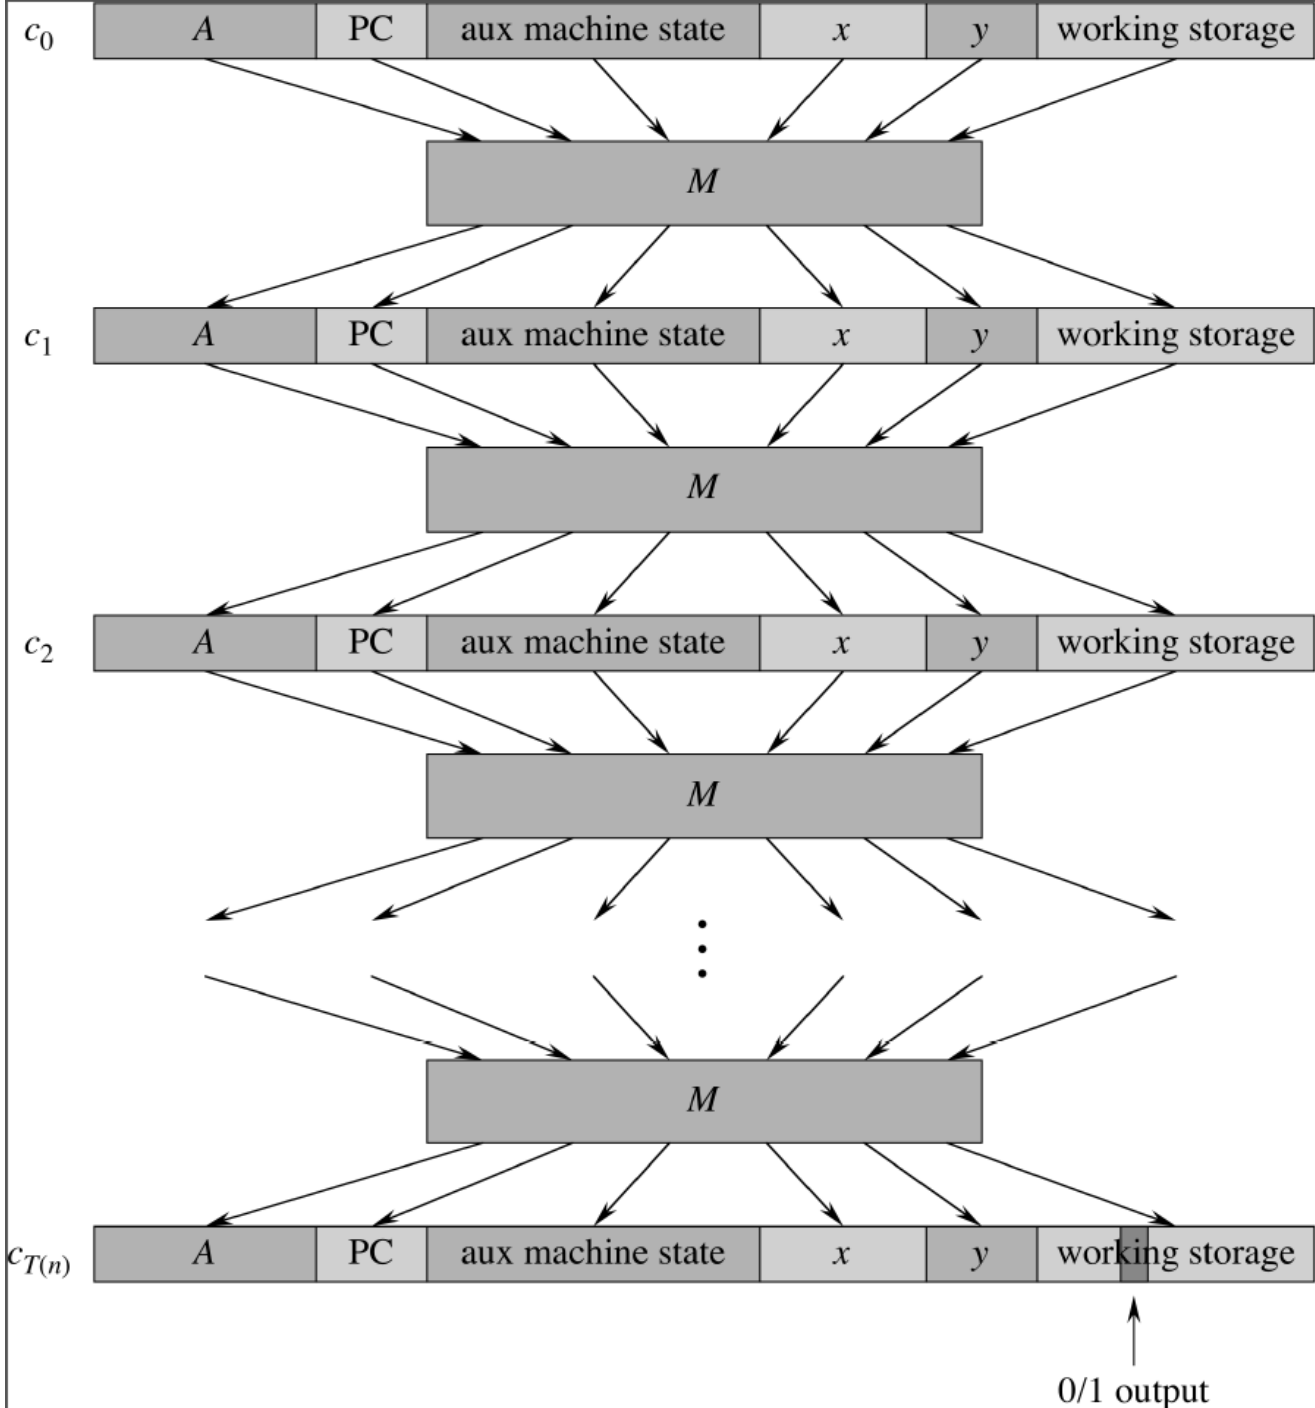 c0 A PC aux machine state x y working storage
M
c1 A PC aux machine state x y working storage
M
c2 A PC aux machine state x y working storage
M
M
cT(n) A PC aux machine state x y working storage
0/1 output